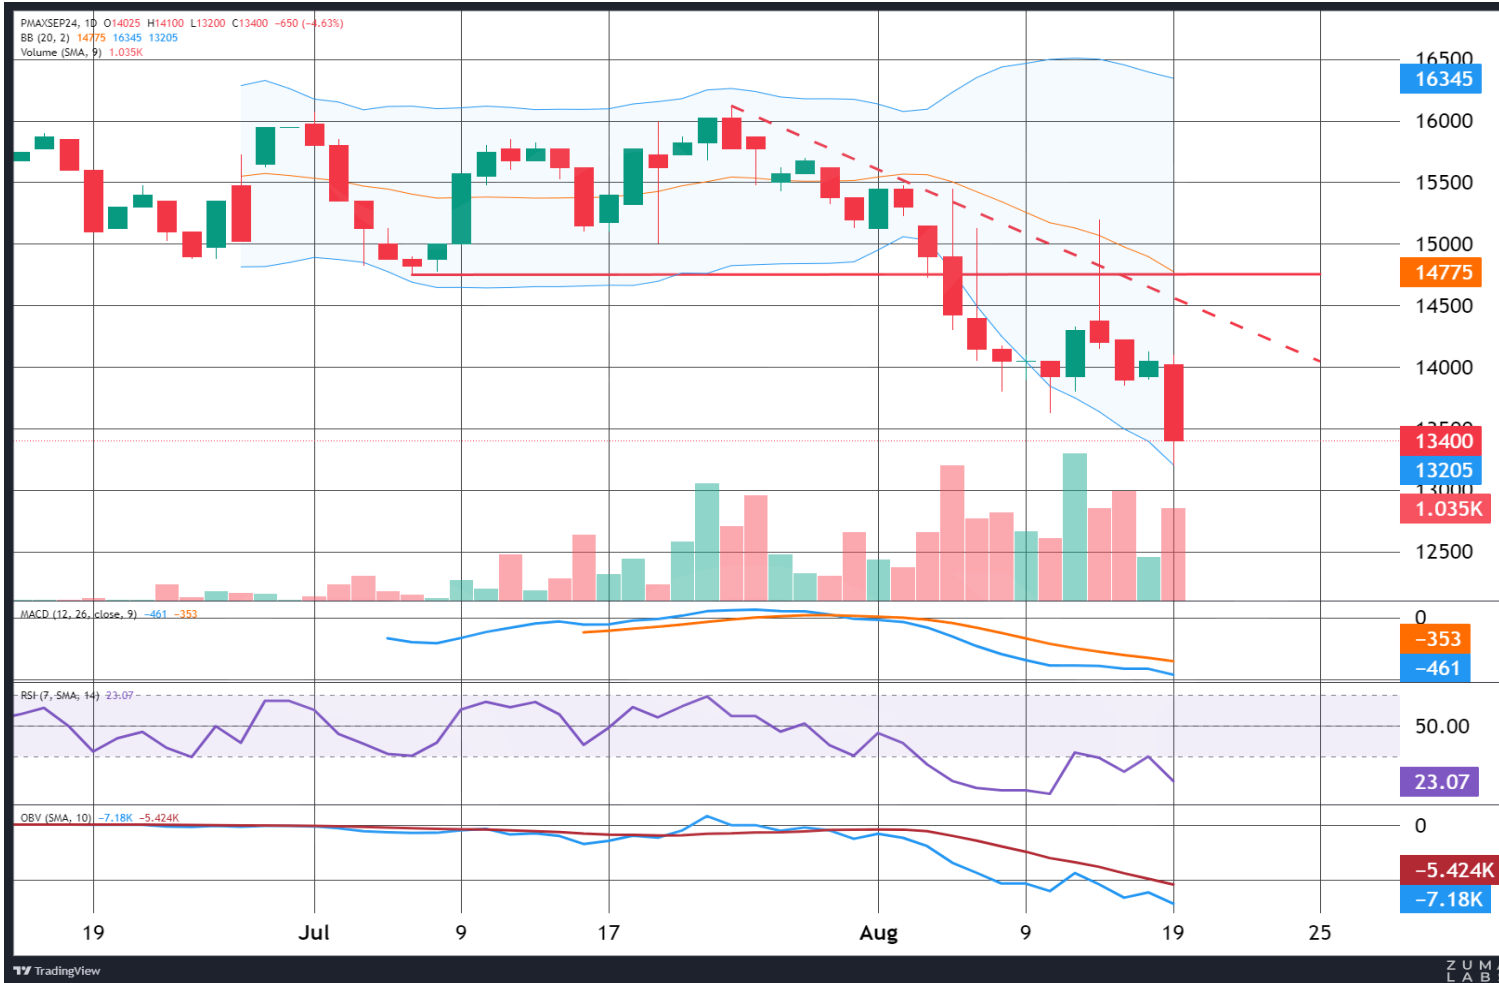 PMAXSEP24, 1D O14025 H14100 L13200 C13400 −650 (−4.63%)
BB (20, 2) 14775 16345 13205
Volume (SMA, 9) 1.035K
16500
16345
16000
15500
15000
14775
14500
14000
13500
13400
13205
13000
1.035K
12500
MACD (12, 26, close, 9) −461 −353
0
−353
−461
RSI (7, SMA, 14) 23.07
50.00
23.07
OBV (SMA, 10) −7.18K −5.424K
0
−5.424K
−7.18K
19 Jul 9 17 Aug 9 19 25
TradingView
ZUM
LAB